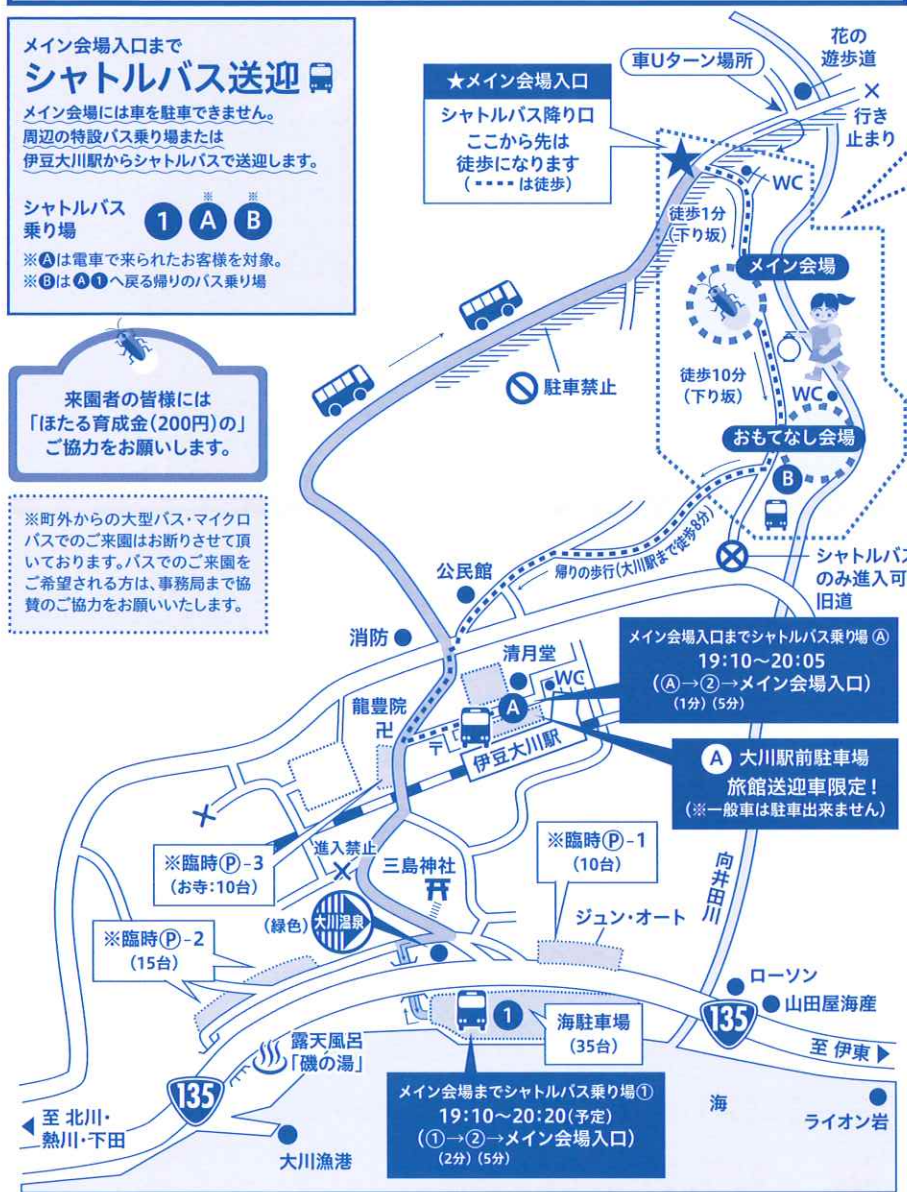 メイン会場入口まで
シャトルバス送迎
メイン会場には車を駐車できません。
周辺の特設バス乗り場または
伊豆大川駅からシャトルバスで送迎します。
シャトルバス
乗り場
1
※
A
※
B
※Ⓐは電車で来られたお客様を対象。
※ⒷはⒶ❶へ戻る帰りのバス乗り場
来園者の皆様には
「ほたる育成金(200円)の」
ご協力をお願いします。
※町外からの大型バス・マイクロ
バスでのご来園はお断りさせて頂
いております。バスでのご来園を
ご希望される方は、事務局まで協
賛のご協力をお願いいたします。
★メイン会場入口
シャトルバス降り口
ここから先は
徒歩になります
(----は徒歩)
車Uターン場所
花の
遊歩道
行き
止まり
WC
徒歩1分
(下り坂)
メイン会場
駐車禁止
徒歩10分
(下り坂)
WC
おもてなし会場
B
シャトルバス
のみ進入可
旧道
帰りの歩行(大川駅まで徒歩8分)
公民館
消防
清月堂
WC
龍豊院
卍
A
〒
伊豆大川駅
メイン会場入口までシャトルバス乗り場Ⓐ
19:10〜20:05
(Ⓐ→②→メイン会場入口)
(1分) (5分)
A 大川駅前駐車場
旅館送迎車限定!
(※一般車は駐車出来ません)
※臨時Ⓟ-3
(お寺:10台)
進入禁止
三島神社
※臨時Ⓟ-1
(10台)
ジュン・オート
向井田川
(緑色)
大川温泉
※臨時Ⓟ-2
(15台)
ローソン
山田屋海産
135
至 伊東
1
海駐車場
(35台)
露天風呂
「磯の湯」
135
至 北川・
熱川・下田
大川漁港
メイン会場までシャトルバス乗り場①
19:10〜20:20(予定)
(①→②→メイン会場入口)
(2分) (5分)
海
ライオン岩